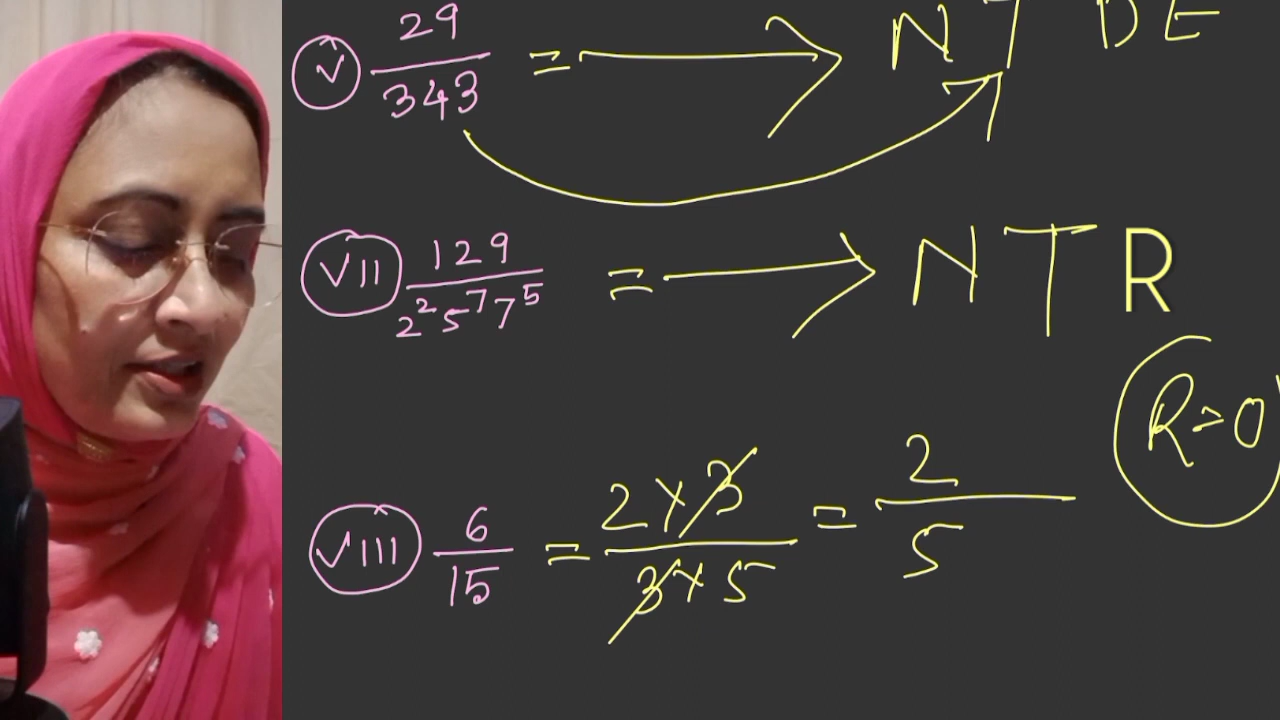 (v) 29/343 = → NT DE
(VII) 129/2²5⁷7⁵ = → NTR
R=0
(VIII) 6/15 = 2×3/3×5 = 2/5